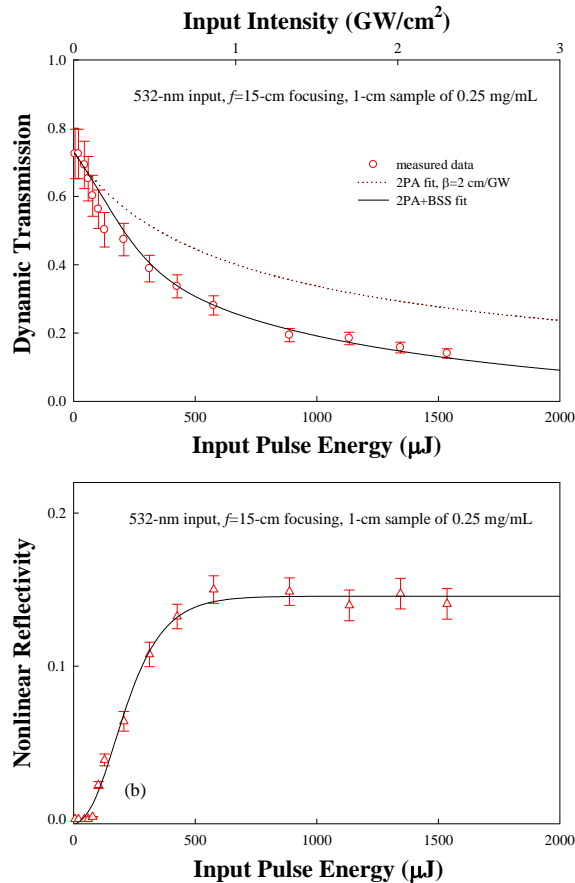 Input Intensity (GW/cm²)
0 1 2 3
1.0
0.8
0.6
0.4
0.2
0.0
Dynamic Transmission
532-nm input, f=15-cm focusing, 1-cm sample of 0.25 mg/mL
measured data
2PA fit, β=2 cm/GW
2PA+BSS fit
0 500 1000 1500 2000
Input Pulse Energy (μJ)
0.2
0.1
0.0
Nonlinear Reflectivity
532-nm input, f=15-cm focusing, 1-cm sample of 0.25 mg/mL
(b)
0 500 1000 1500 2000
Input Pulse Energy (μJ)